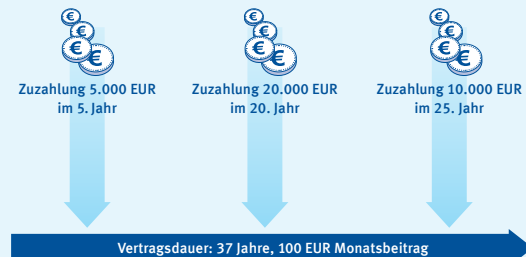 Zuzahlung 5.000 EUR
im 5. Jahr
Zuzahlung 20.000 EUR
im 20. Jahr
Zuzahlung 10.000 EUR
im 25. Jahr
Vertragsdauer: 37 Jahre, 100 EUR Monatsbeitrag